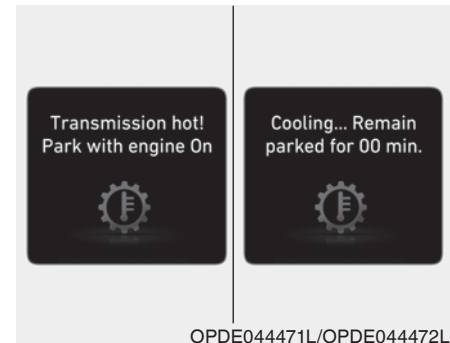 Transmission hot!
Park with engine On
Cooling... Remain
parked for 00 min.
OPDE044471L/OPDE044472L